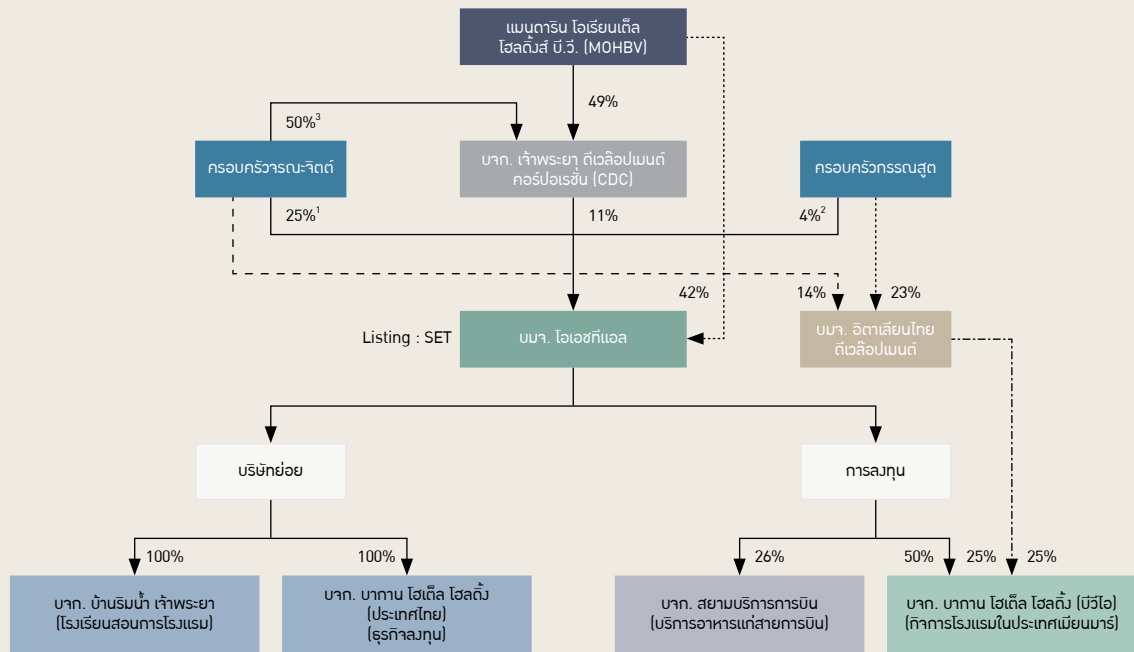 แมนดาริน โอเรียนเต็ล
โฮลดิ้งส์ บี.วี. (MOHBV)
49%
50%3
ครอบครัวจรณะจิตต์
บจก. เจ้าพระยา ดีเวล๊อปเมนต์
คอร์ปอเรชั่น (CDC)
ครอบครัวกรรณสูต
25%1
11%
4%2
42%
14%
23%
Listing : SET
บมจ. โอเอชทีแอล
บมจ. อิตาเลียนไทย
ดีเวล๊อปเมนต์
บริษัทย่อย
การลงทุน
100%
100%
26%
50%
25%
25%
บจก. บ้านริมน้ำ เจ้าพระยา
(โรงเรียนสอนการโรงแรม)
บจก. บากาน โฮเต็ล โฮลดิ้ง
(ประเทศไทย)
(ธุรกิจลงทุน)
บจก. สยามบริการการบิน
(บริการอาหารแก่สายการบิน)
บจก. บากาน โฮเต็ล โฮลดิ้ง (บีวีไอ)
(กิจการโรงแรมในประเทศเมียนมาร์)